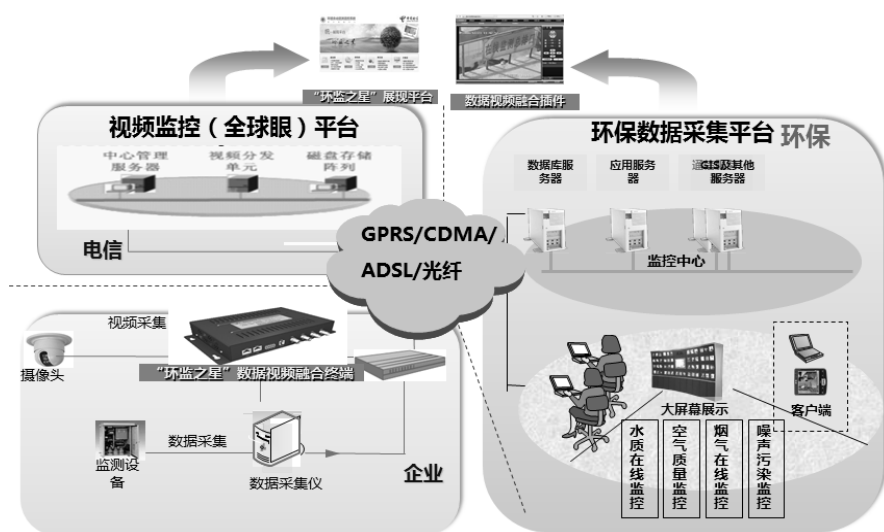 “环监之星”展现平台
数据视频融合插件
视频监控（全球眼）平台
中心管理
服务器
视频分发
单元
磁盘存储
阵列
电信
环保数据采集平台 环保
数据库服
务器
应用服务
器
GIS及其他
服务器
监控中心
GPRS/CDMA/
ADSL/光纤
视频采集
摄像头
“环监之星”数据视频融合终端
数据采集
监测设
备
数据采集仪
企业
大屏幕展示
客户端
水质在线监控
空气质量监控
烟气在线监控
噪声污染监控